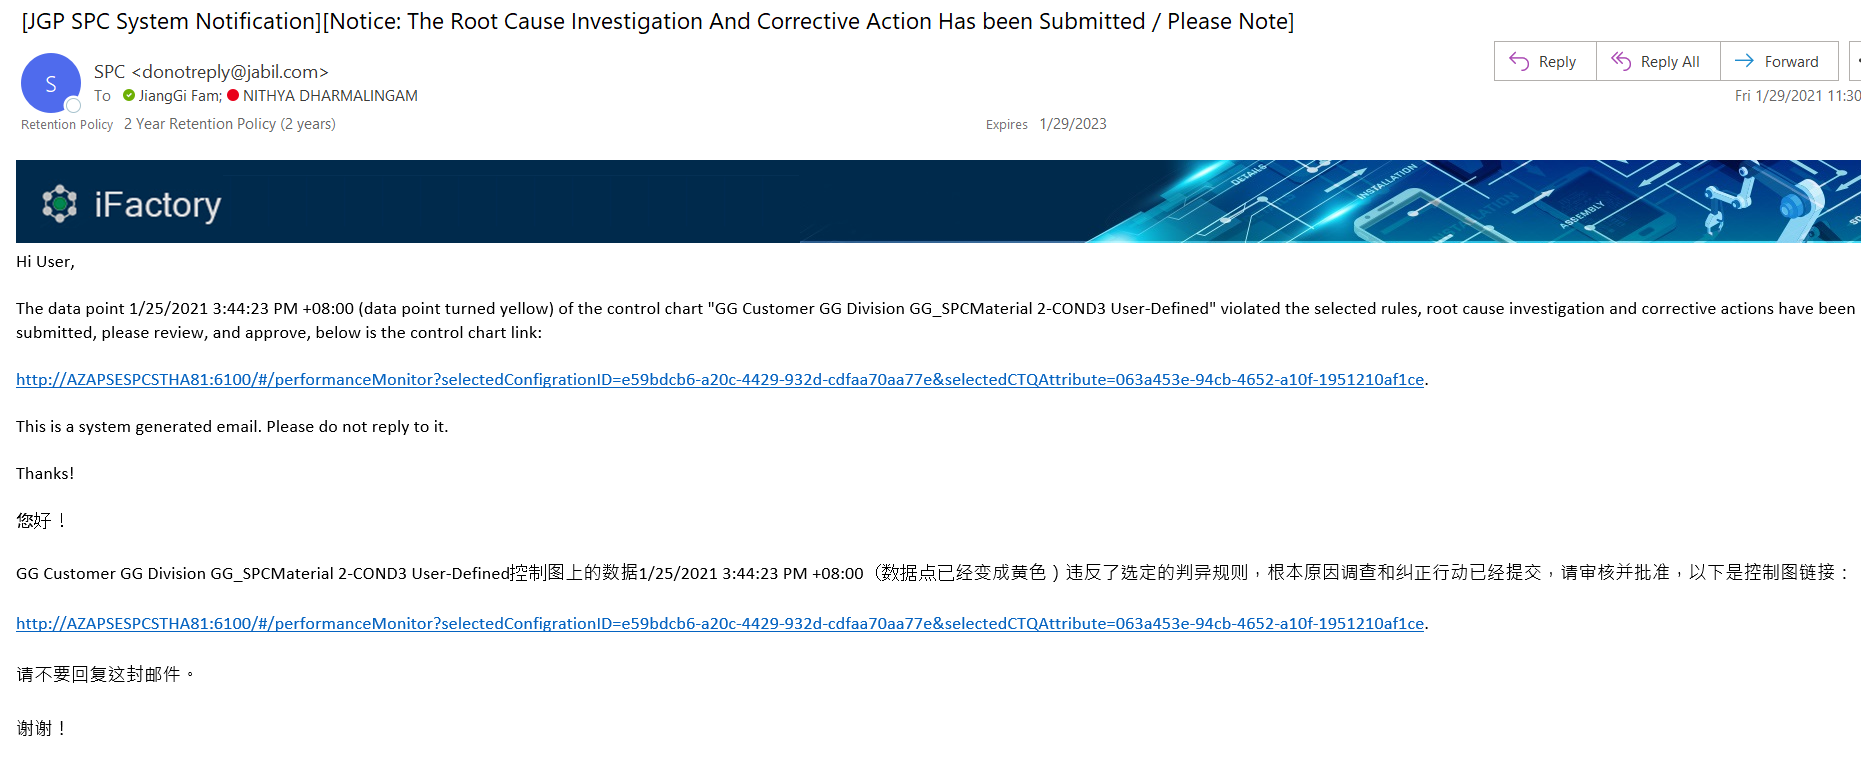 [JGP SPC System Notification][Notice: The Root Cause Investigation And Corrective Action Has been Submitted / Please Note]
S
SPC <donotreply@jabil.com>
To JiangGi Fam; NITHYA DHARMALINGAM
Retention Policy 2 Year Retention Policy (2 years)
Expires 1/29/2023
Reply
Reply All
Forward
Fri 1/29/2021 11:30
iFactory
DETAILS
INSTALLATION
ASSEMBLY
Hi User,
The data point 1/25/2021 3:44:23 PM +08:00 (data point turned yellow) of the control chart "GG Customer GG Division GG_SPCMaterial 2-COND3 User-Defined" violated the selected rules, root cause investigation and corrective actions have been
submitted, please review, and approve, below is the control chart link:
http://AZAPSESPCSTHA81:6100/#/performanceMonitor?selectedConfigrationID=e59bdcb6-a20c-4429-932d-cdfaa70aa77e&selectedCTQAttribute=063a453e-94cb-4652-a10f-1951210af1ce.
This is a system generated email. Please do not reply to it.
Thanks!
您好！
GG Customer GG Division GG_SPCMaterial 2-COND3 User-Defined控制图上的数据1/25/2021 3:44:23 PM +08:00（数据点已经变成黄色）违反了选定的判异规则，根本原因调查和纠正行动已经提交，请审核并批准，以下是控制图链接：
http://AZAPSESPCSTHA81:6100/#/performanceMonitor?selectedConfigrationID=e59bdcb6-a20c-4429-932d-cdfaa70aa77e&selectedCTQAttribute=063a453e-94cb-4652-a10f-1951210af1ce.
请不要回复这封邮件。
谢谢！